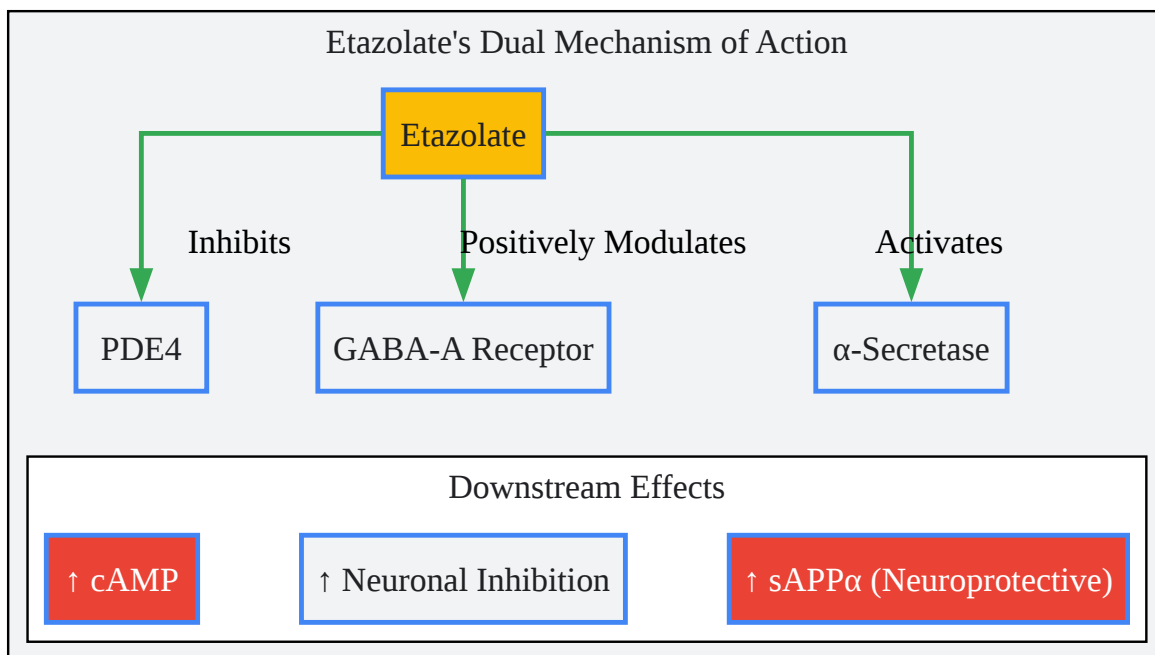 Etazolate's Dual Mechanism of Action
Etazolate
Inhibits
Positively Modulates
Activates
PDE4
GABA-A Receptor
α-Secretase
Downstream Effects
↑ cAMP
↑ Neuronal Inhibition
↑ sAPPα (Neuroprotective)